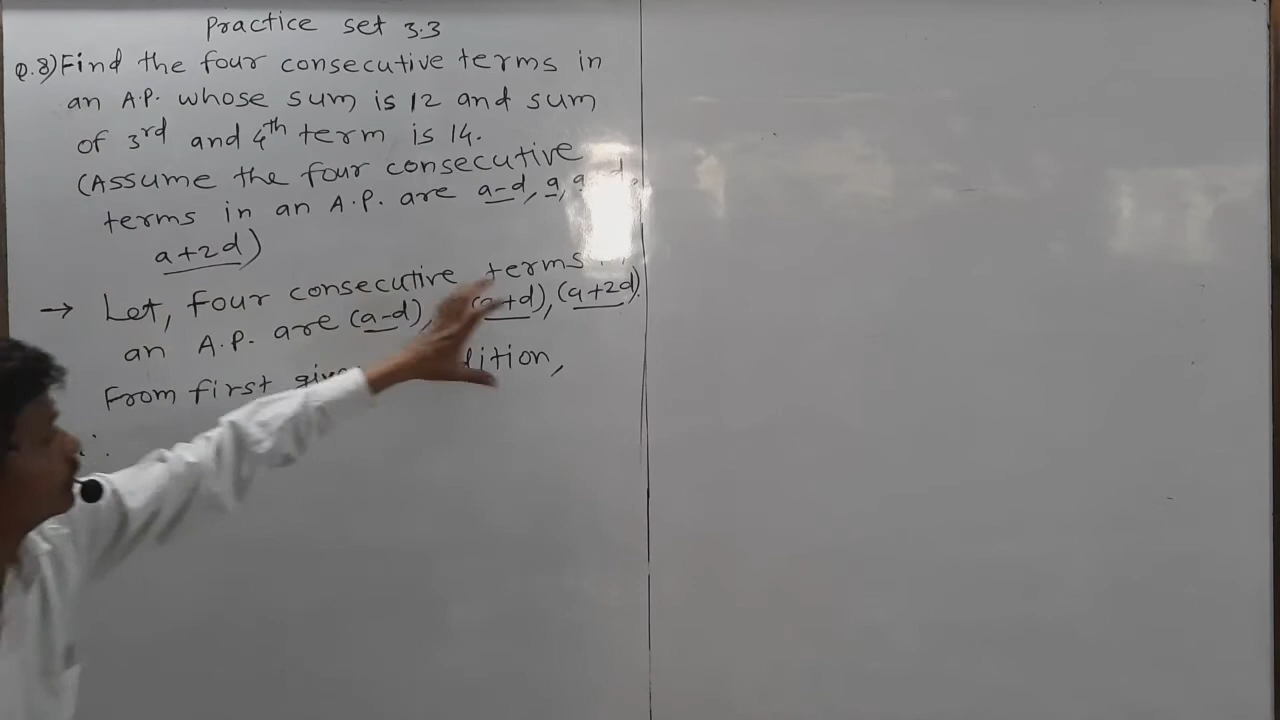 Practice set 3.3
Q.8) Find the four consecutive terms in
an A.P. whose sum is 12 and sum
of 3rd and 4th term is 14.
(Assume the four consecutive
terms in an A.P. are a-d, a,
a+2d)
→ Let, four consecutive terms
an A.P. are (a-d), (a+d), (a+2d).
From first
∴